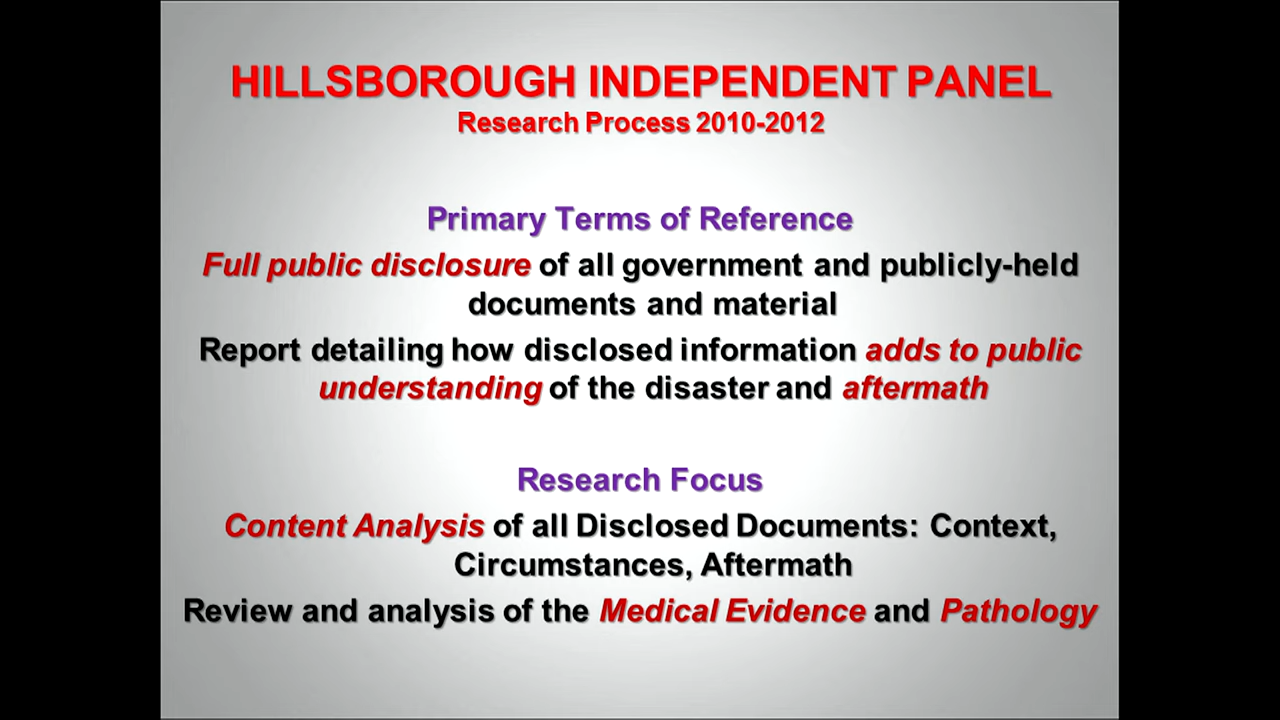 HILLSBOROUGH INDEPENDENT PANEL
Research Process 2010-2012
Primary Terms of Reference
Full public disclosure of all government and publicly-held
documents and material
Report detailing how disclosed information adds to public
understanding of the disaster and aftermath
Research Focus
Content Analysis of all Disclosed Documents: Context,
Circumstances, Aftermath
Review and analysis of the Medical Evidence and Pathology